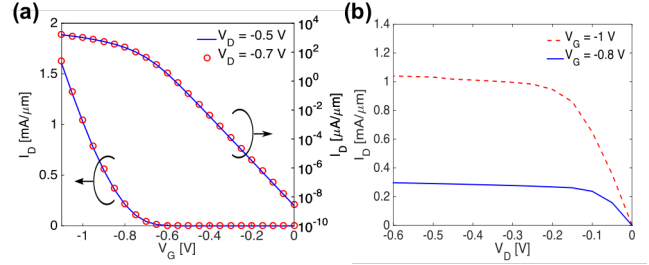 (a)
2
1.5
1
0.5
0
I_D [mA/μm]
10^4
10^2
10^0
10^-2
10^-4
10^-6
10^-8
10^-10
I_D [μA/μm]
V_D = -0.5 V
V_D = -0.7 V
-1 -0.8 -0.6 -0.4 -0.2 0
V_G [V]
(b)
1.4
1.2
1
0.8
0.6
0.4
0.2
0
I_D [mA/μm]
V_G = -1 V
V_G = -0.8 V
-0.6 -0.5 -0.4 -0.3 -0.2 -0.1 0
V_D [V]